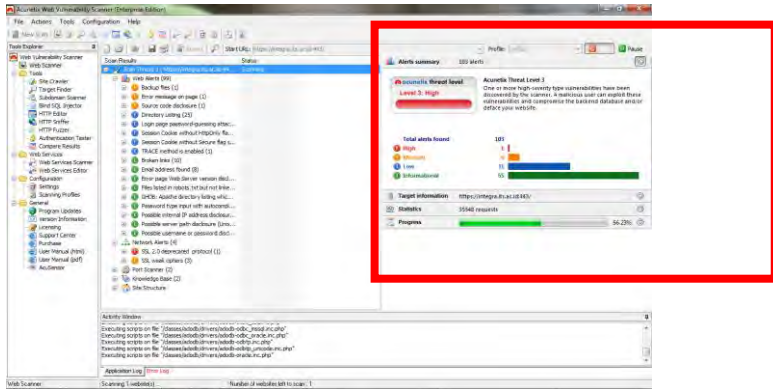 Acunetix Web Vulnerability Scanner (Enterprise Edition)
File Actions Tools Configuration Help
New Scan
Tools Explorer
Web Vulnerability Scanner
Web Scanner
Tools
Site Crawler
Target Finder
Subdomain Scanner
Blind SQL Injector
HTTP Editor
HTTP Sniffer
HTTP Fuzzer
Authentication Tester
Compare Results
Web Services
Web Services Scanner
Web Services Editor
Configuration
Settings
Scanning Profiles
General
Program Updates
Version Information
Licensing
Support Center
Purchase
User Manual (html)
User Manual (pdf)
AcuSensor
Start URL:
Profile:
Pause
Scan Results Status
Web Alerts (99)
Backup files (1)
Error message on page (1)
Source code disclosure (1)
Directory Listing (25)
Login page password-guessing attac...
Session Cookie without HttpOnly fla...
Session Cookie without Secure flag s...
TRACE method is enabled (1)
Broken links (10)
Email address found (8)
Error page Web Server version discl...
Files listed in robots.txt but not linke...
GHDB: Apache directory listing whic...
Password type input with autocompl...
Possible internal IP address disclosur...
Possible server path disclosure (Unix...
Possible username or password discl...
Network Alerts (4)
SSL 2.0 deprecated protocol (1)
SSL weak ciphers (3)
Port Scanner (2)
Knowledge Base (2)
Site Structure
Alerts summary 103 alerts
acunetix threat level
Level 3: High
Acunetix Threat Level 3
One or more high-severity type vulnerabilities have been
discovered by the scanner. A malicious user can exploit these
vulnerabilities and compromise the backend database and/or
deface your website.
Total alerts found 103
High
Medium
Low
Informational
Target information https://integra.its.ac.id:443/
Statistics 35948 requests
Progress 56.23%
Activity Window
Executing scripts on file "/classes/adodb/drivers/adodb-odbc_mssql.inc.php"
Executing scripts on file "/classes/adodb/drivers/adodb-odbc_oracle.inc.php"
Executing scripts on file "/classes/adodb/drivers/adodb-odbtp.inc.php"
Executing scripts on file "/classes/adodb/drivers/adodb-odbtp_unicode.inc.php"
Executing scripts on file "/classes/adodb/drivers/adodb-oracle.inc.php"
Application Log Error Log
Web Scanner
Scanning 1 website(s)...
Number of websites left to scan: 1